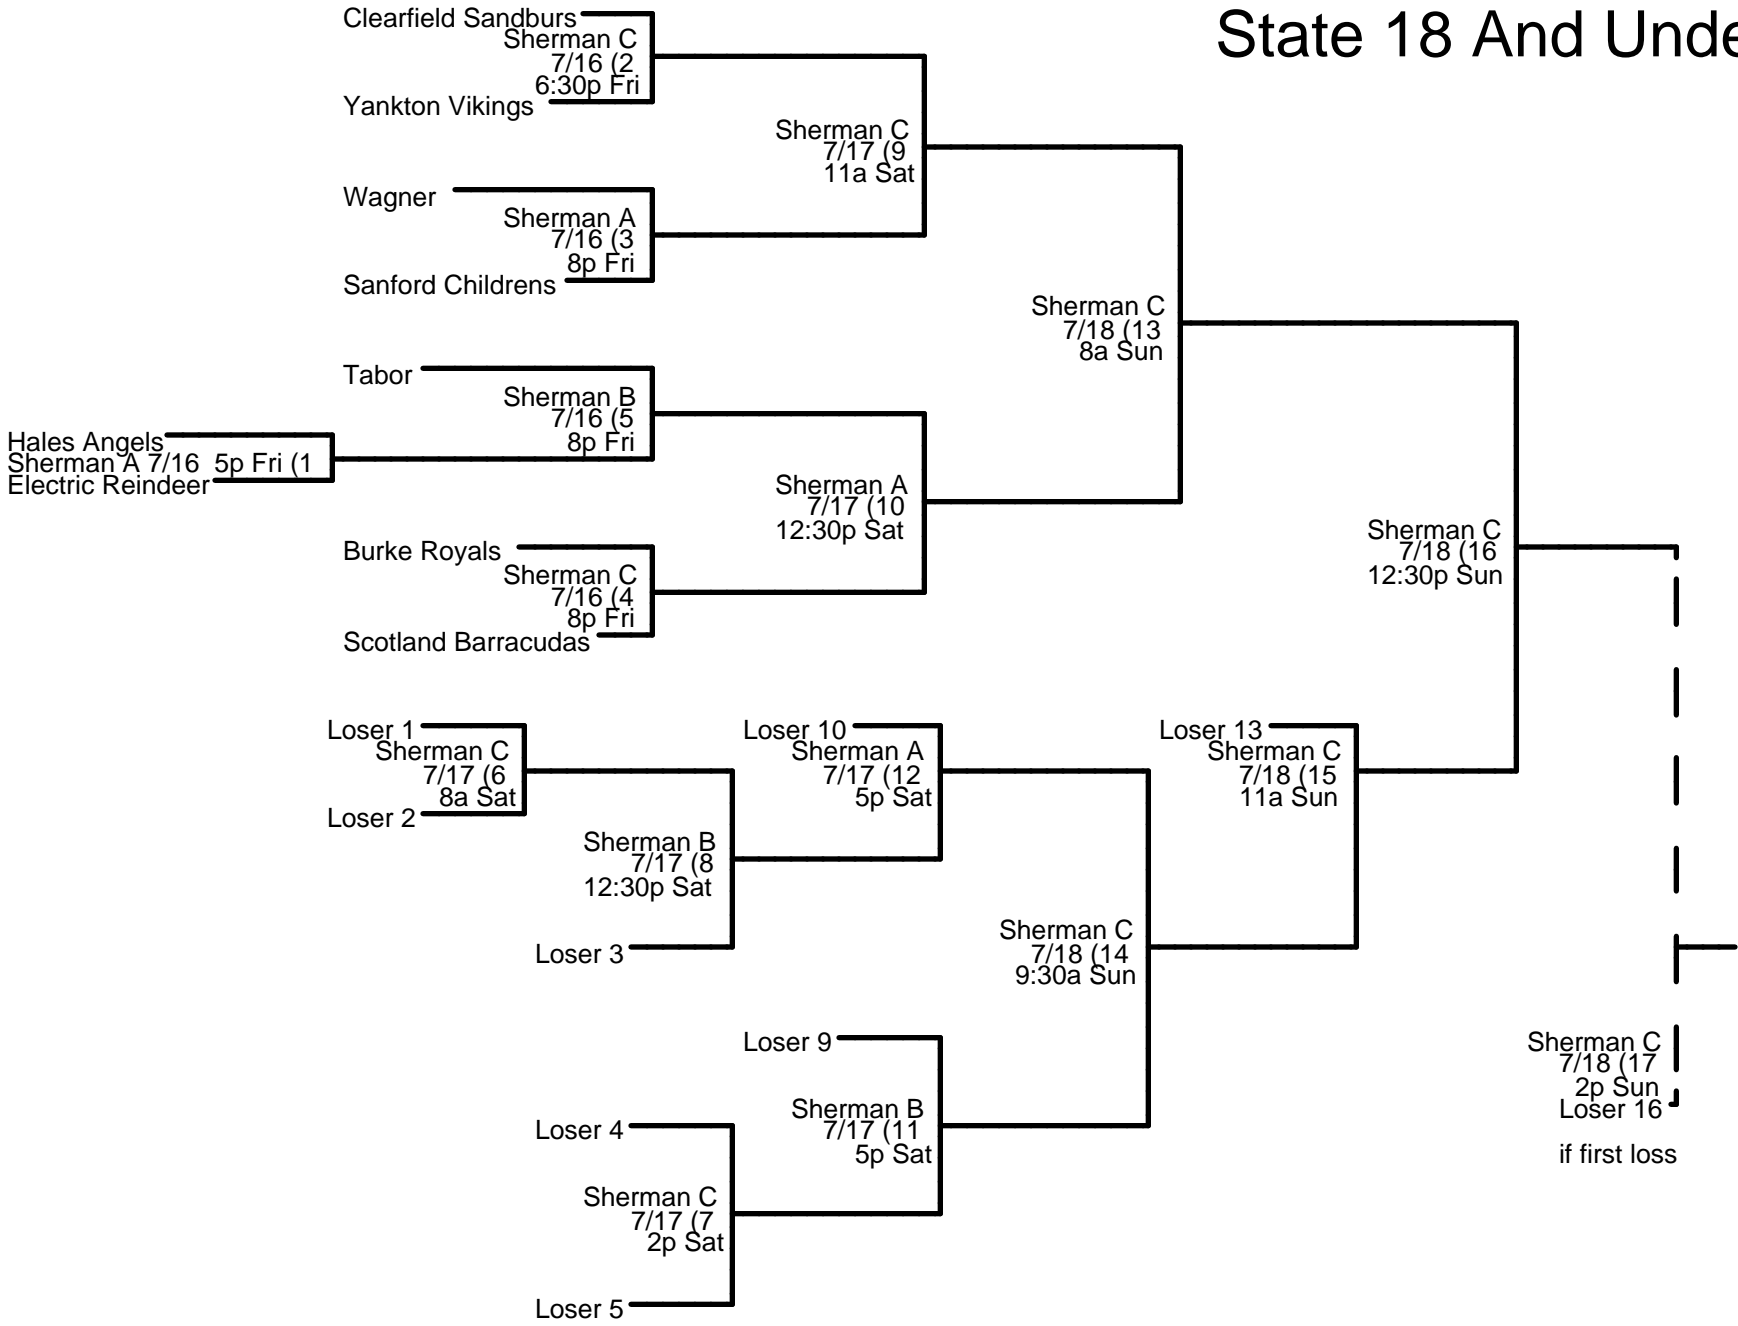 State 18 And Unde
Clearfield Sandburs
Sherman C
7/16 (2
6:30p Fri
Yankton Vikings
Sherman C
7/17 (9
11a Sat
Wagner
Sherman A
7/16 (3
8p Fri
Sanford Childrens
Sherman C
7/18 (13
8a Sun
Tabor
Sherman B
7/16 (5
8p Fri
Hales Angels
Sherman A 7/16  5p Fri (1
Electric Reindeer
Sherman A
7/17 (10
12:30p Sat
Burke Royals
Sherman C
7/16 (4
8p Fri
Scotland Barracudas
Sherman C
7/18 (16
12:30p Sun
Loser 1
Sherman C
7/17 (6
8a Sat
Loser 2
Loser 10
Sherman A
7/17 (12
5p Sat
Loser 13
Sherman C
7/18 (15
11a Sun
Sherman B
7/17 (8
12:30p Sat
Loser 3
Sherman C
7/18 (14
9:30a Sun
Loser 9
Sherman B
7/17 (11
5p Sat
Loser 4
Sherman C
7/17 (7
2p Sat
Loser 5
Sherman C
7/18 (17
2p Sun
Loser 16
if first loss